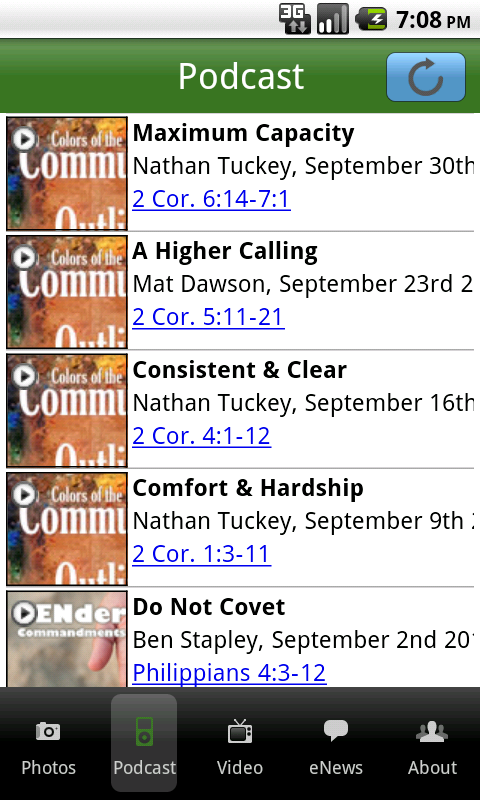 3G
7:08 PM
Podcast
Colors of the
Commu
Outli
Maximum Capacity
Nathan Tuckey, September 30th
2 Cor. 6:14-7:1
Colors of the
Commu
Outli
A Higher Calling
Mat Dawson, September 23rd 2
2 Cor. 5:11-21
Colors of the
Commu
Outli
Consistent & Clear
Nathan Tuckey, September 16th
2 Cor. 4:1-12
Colors of the
Commu
Outli
Comfort & Hardship
Nathan Tuckey, September 9th
2 Cor. 1:3-11
ENder
Commandments
Do Not Covet
Ben Stapley, September 2nd 201
Philippians 4:3-12
Photos
Podcast
Video
eNews
About